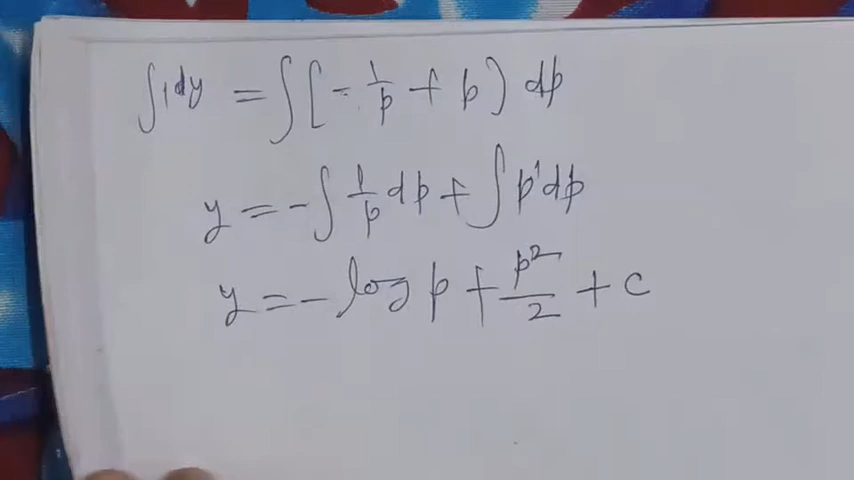 ∫1dy = ∫[-1/p + p) dp
y = -∫1/p dp + ∫p¹dp
y = - log p + p²/2 + c